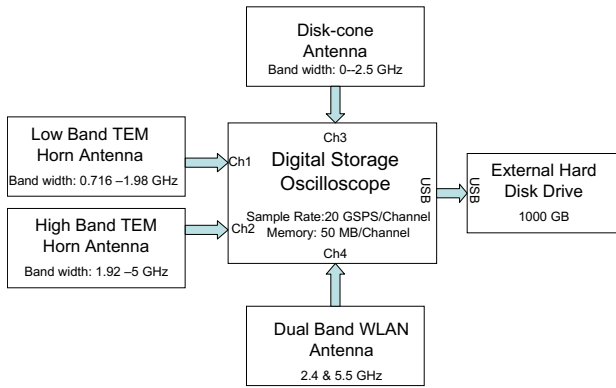 Disk-cone
Antenna
Band width: 0--2.5 GHz
Low Band TEM
Horn Antenna
Band width: 0.716 –1.98 GHz
High Band TEM
Horn Antenna
Band width: 1.92 –5 GHz
Ch3
Ch1
Digital Storage
Oscilloscope
Ch2
Sample Rate:20 GSPS/Channel
Memory: 50 MB/Channel
Ch4
USB
USB
External Hard
Disk Drive
1000 GB
Dual Band WLAN
Antenna
2.4 & 5.5 GHz